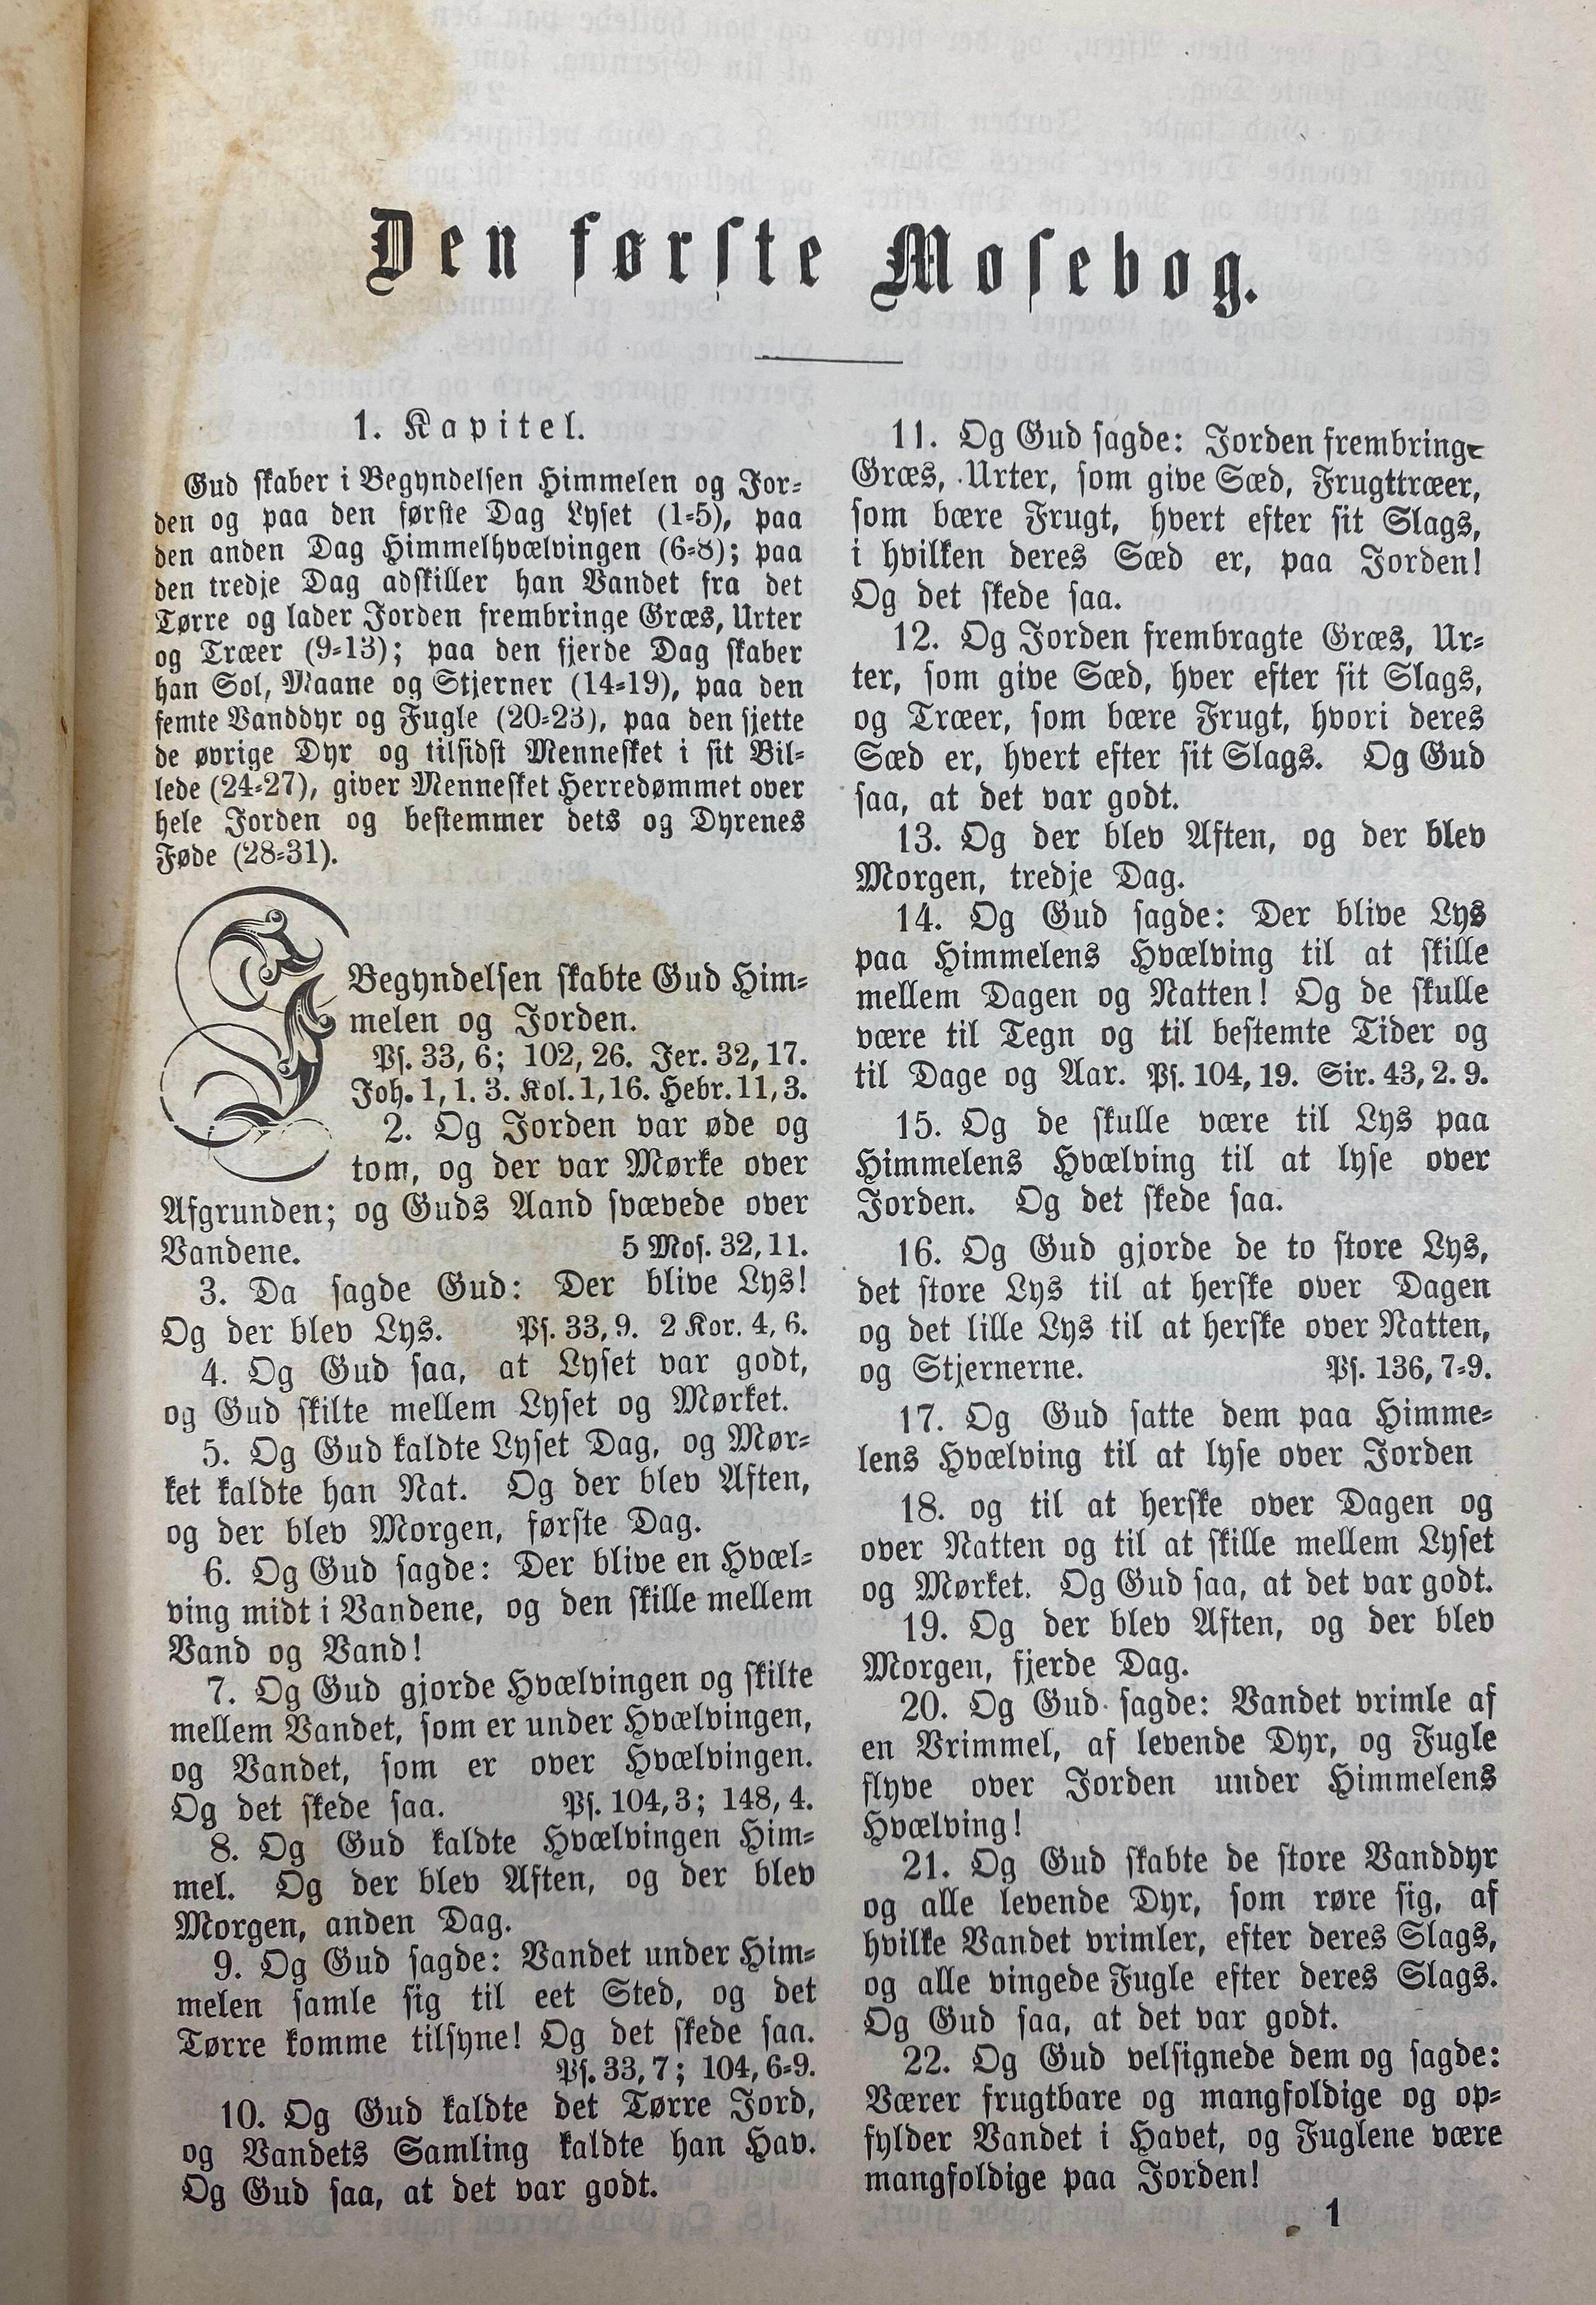 Den første Mosebog.
1. Kapitel.
Gud skaber i Begyndelsen Himmelen og Jor-
den og paa den første Dag Lyset (1-5), paa
den anden Dag Himmelhvælvingen (6-8); paa
den tredje Dag adskiller han Vandet fra det
Tørre og lader Jorden frembringe Græs, Urter
og Træer (9-13); paa den fjerde Dag skaber
han Sol, Maane og Stjerner (14-19), paa den
femte Vanddyr og Fugle (20-23), paa den sjette
de øvrige Dyr og tilsidst Mennesket i sit Bil-
lede (24-27), giver Mennesket Herredømmet over
hele Jorden og bestemmer dets og Dyrenes
Føde (28-31).
I Begyndelsen skabte Gud Him-
melen og Jorden.
Ps. 33, 6; 102, 26. Jer. 32, 17.
Joh. 1, 1. 3. Kol. 1, 16. Hebr. 11, 3.
2. Og Jorden var øde og
tom, og der var Mørke over
Afgrunden; og Guds Aand svævede over
Vandene. 5 Mos. 32, 11.
3. Da sagde Gud: Der blive Lys!
Og der blev Lys. Ps. 33, 9. 2 Kor. 4, 6.
4. Og Gud saa, at Lyset var godt,
og Gud skilte mellem Lyset og Mørket.
5. Og Gud kaldte Lyset Dag, og Mør-
ket kaldte han Nat. Og der blev Aften,
og der blev Morgen, første Dag.
6. Og Gud sagde: Der blive en Hvæl-
ving midt i Vandene, og den skille mellem
Vand og Vand!
7. Og Gud gjorde Hvælvingen og skilte
mellem Vandet, som er under Hvælvingen,
og Vandet, som er over Hvælvingen.
Og det skede saa. Ps. 104, 3; 148, 4.
8. Og Gud kaldte Hvælvingen Him-
mel. Og der blev Aften, og der blev
Morgen, anden Dag.
9. Og Gud sagde: Vandet under Him-
melen samle sig til eet Sted, og det
Tørre komme tilsyne! Og det skede saa.
Ps. 33, 7; 104, 6-9.
10. Og Gud kaldte det Tørre Jord,
og Vandets Samling kaldte han Hav.
Og Gud saa, at det var godt.
11. Og Gud sagde: Jorden frembringe
Græs, Urter, som give Sæd, Frugttræer,
som bære Frugt, hvert efter sit Slags,
i hvilken deres Sæd er, paa Jorden!
Og det skede saa.
12. Og Jorden frembragte Græs, Ur-
ter, som give Sæd, hver efter sit Slags,
og Træer, som bære Frugt, hvori deres
Sæd er, hvert efter sit Slags. Og Gud
saa, at det var godt.
13. Og der blev Aften, og der blev
Morgen, tredje Dag.
14. Og Gud sagde: Der blive Lys
paa Himmelens Hvælving til at skille
mellem Dagen og Natten! Og de skulle
være til Tegn og til bestemte Tider og
til Dage og Aar. Ps. 104, 19. Sir. 43, 2. 9.
15. Og de skulle være til Lys paa
Himmelens Hvælving til at lyse over
Jorden. Og det skede saa.
16. Og Gud gjorde de to store Lys,
det store Lys til at herske over Dagen
og det lille Lys til at herske over Natten,
og Stjernerne. Ps. 136, 7-9.
17. Og Gud satte dem paa Himme-
lens Hvælving til at lyse over Jorden
18. og til at herske over Dagen og
over Natten og til at skille mellem Lyset
og Mørket. Og Gud saa, at det var godt.
19. Og der blev Aften, og der blev
Morgen, fjerde Dag.
20. Og Gud sagde: Vandet vrimle af
en Vrimmel, af levende Dyr, og Fugle
flyve over Jorden under Himmelens
Hvælving!
21. Og Gud skabte de store Vanddyr
og alle levende Dyr, som røre sig, af
hvilke Vandet vrimler, efter deres Slags,
og alle vingede Fugle efter deres Slags.
Og Gud saa, at det var godt.
22. Og Gud velsignede dem og sagde:
Værer frugtbare og mangfoldige og op-
fylder Vandet i Havet, og Fuglene være
mangfoldige paa Jorden!
1